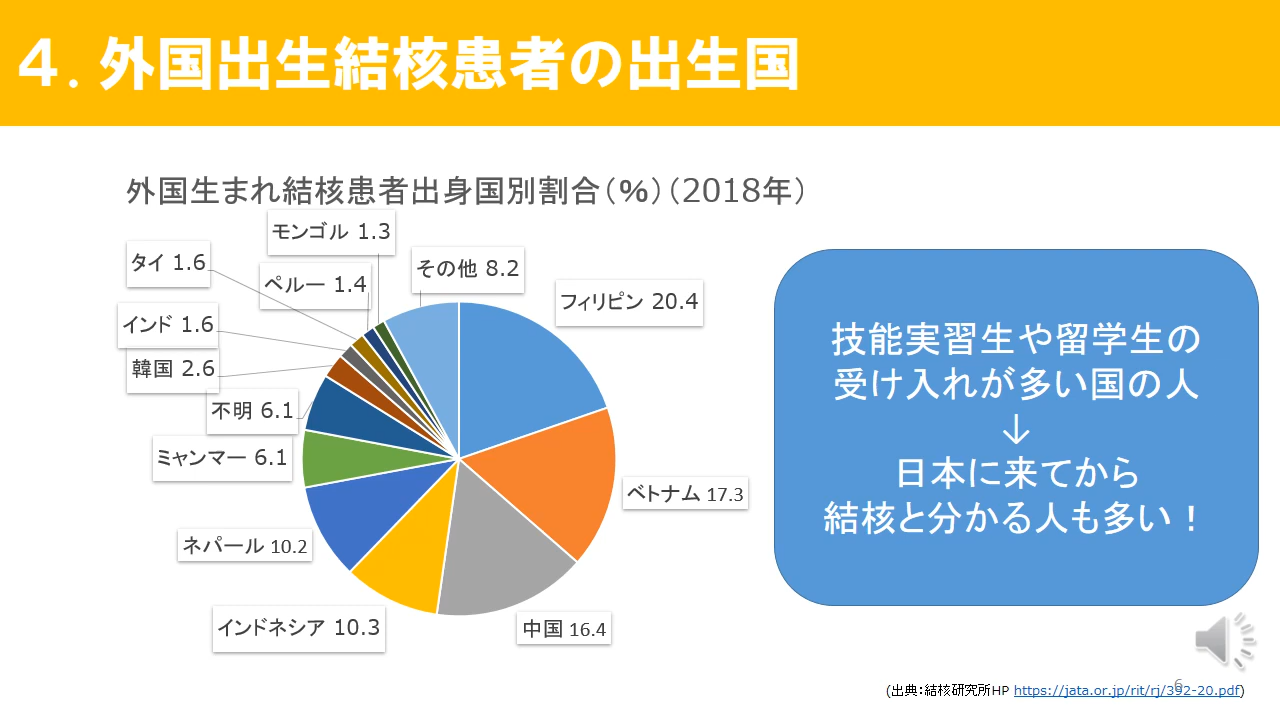 ４. 外国出生結核患者の出生国
外国生まれ結核患者出身国別割合（%）（2018年）
モンゴル 1.3
タイ 1.6
ペルー 1.4
その他 8.2
フィリピン 20.4
インド 1.6
韓国 2.6
不明 6.1
ミャンマー 6.1
ベトナム 17.3
ネパール 10.2
インドネシア 10.3
中国 16.4
技能実習生や留学生の
受け入れが多い国の人
↓
日本に来てから
結核と分かる人も多い！
6
(出典：結核研究所HP https://jata.or.jp/rit/rj/392-20.pdf)